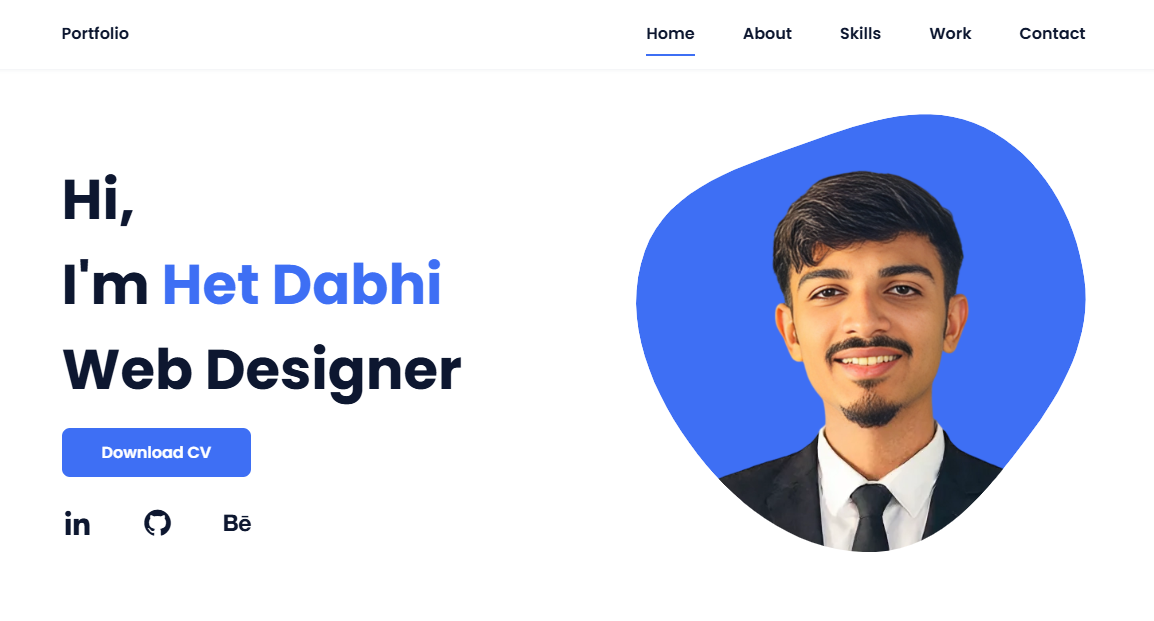 Portfolio
Home About Skills Work Contact
Hi,
I'm Het Dabhi
Web Designer
Download CV
in
Bē